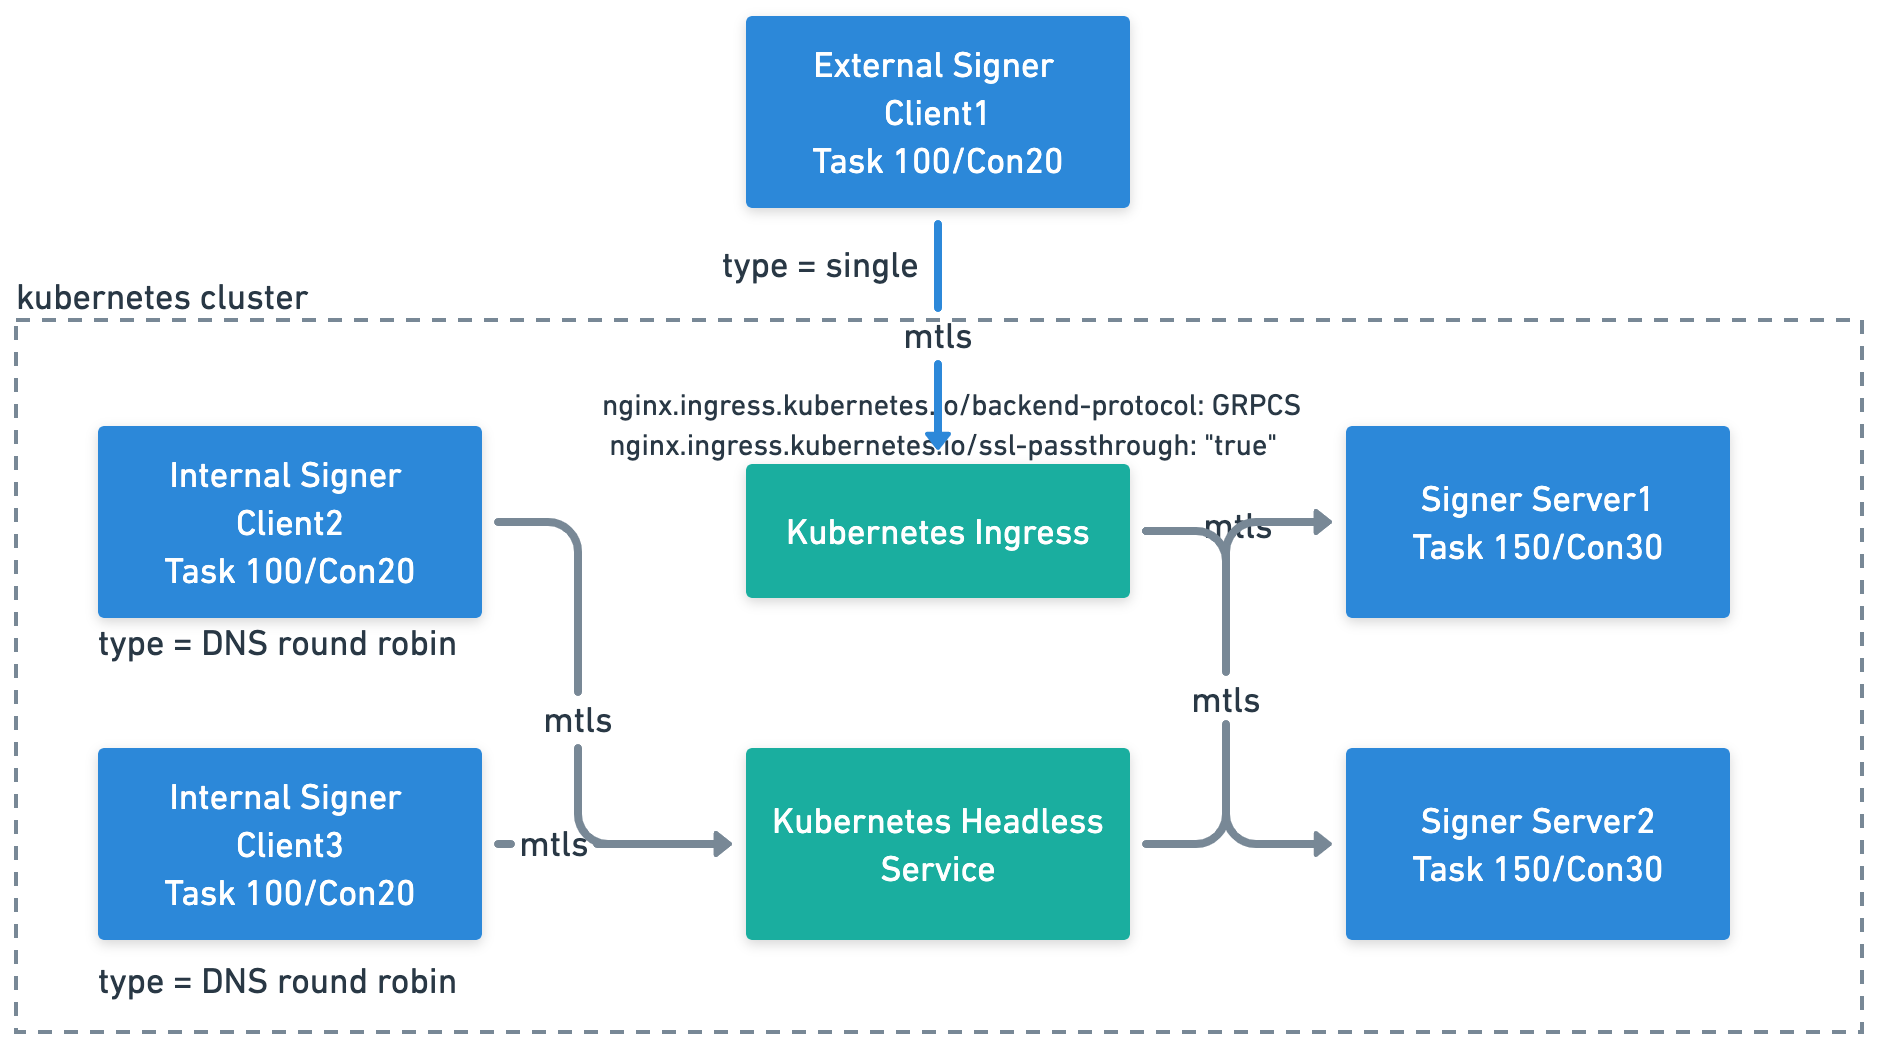 External Signer
Client1
Task 100/Con20
type = single
kubernetes cluster
mtls
nginx.ingress.kubernetes.io/backend-protocol: GRPCS
nginx.ingress.kubernetes.io/ssl-passthrough: "true"
Internal Signer
Client2
Task 100/Con20
type = DNS round robin
Kubernetes Ingress
mtls
Signer Server1
Task 150/Con30
mtls
mtls
Internal Signer
Client3
Task 100/Con20
type = DNS round robin
mtls
Kubernetes Headless
Service
Signer Server2
Task 150/Con30